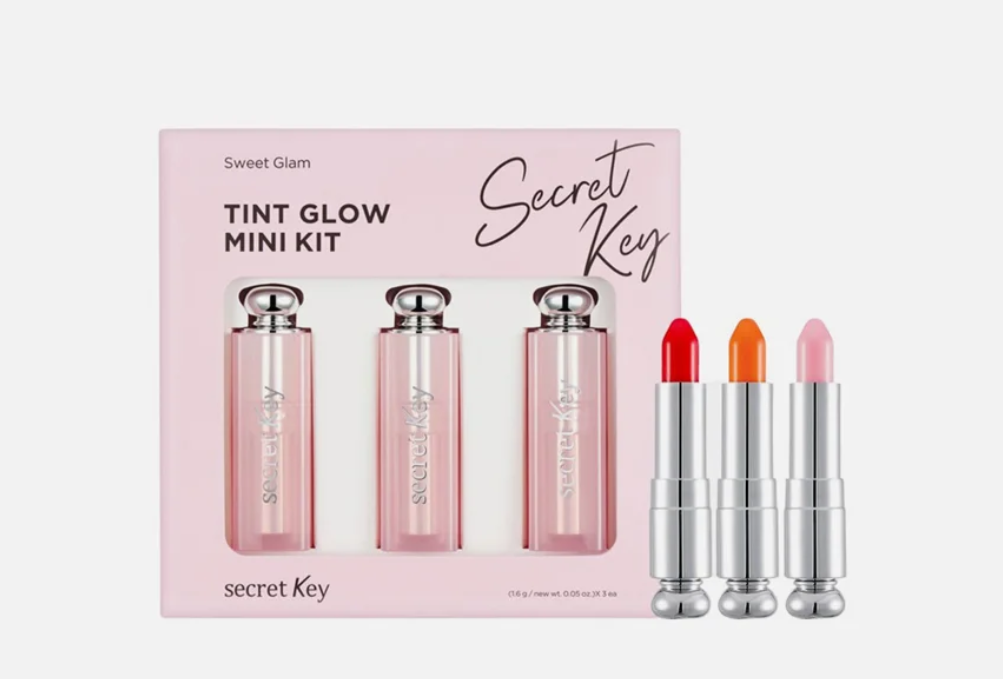 Sweet Glam
Secret
Key
TINT GLOW
MINI KIT
secret Key
secret Key
secret Key
secret Key
(1.6 g / new wt. 0.05 oz.)X 3 ea